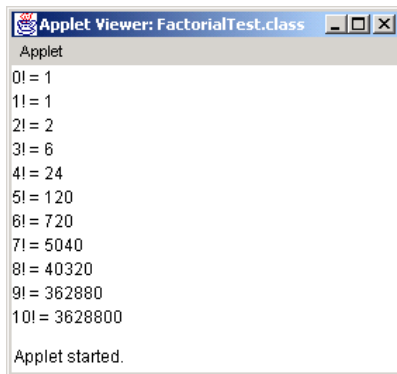 Applet Viewer: FactorialTest.class
Applet
0! = 1
1! = 1
2! = 2
3! = 6
4! = 24
5! = 120
6! = 720
7! = 5040
8! = 40320
9! = 362880
10! = 3628800
Applet started.